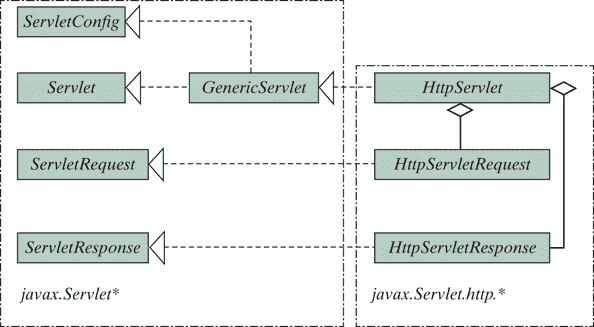 ServletConfig
Servlet
GenericServlet
HttpServlet
ServletRequest
HttpServletRequest
ServletResponse
HttpServletResponse
javax.Servlet*
javax.Servlet.http.*